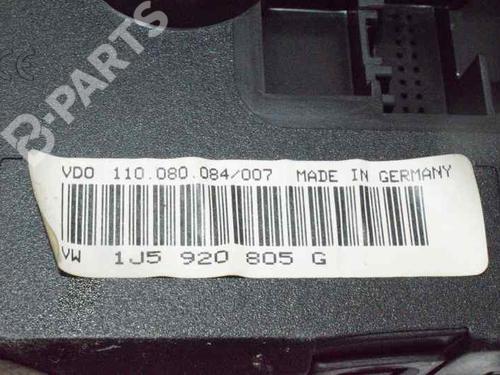 B-PARTS
VDO 110.080.084/007 MADE IN GERMANY
VW 1J5 920 805 G